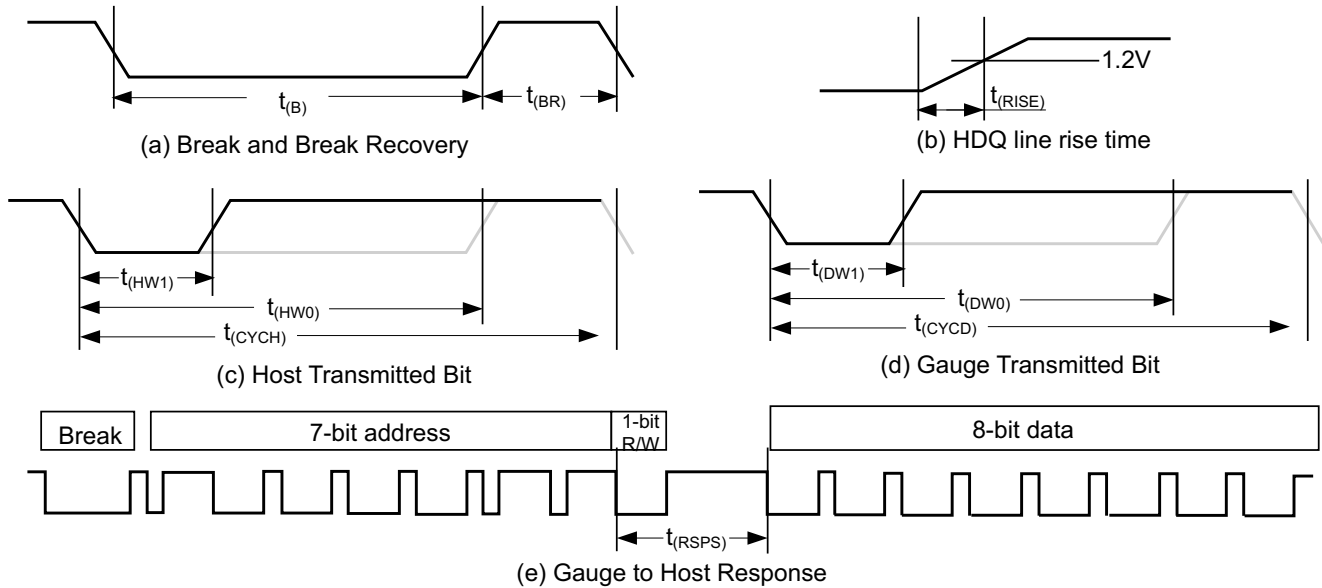 1.2V
t(B)
t(BR)
t(RISE)
(a) Break and Break Recovery
(b) HDQ line rise time
t(HW1)
t(HW0)
t(CYCH)
t(DW1)
t(DW0)
t(CYCD)
(c) Host Transmitted Bit
(d) Gauge Transmitted Bit
Break
7-bit address
1-bit
R/W
8-bit data
t(RSPS)
(e) Gauge to Host Response